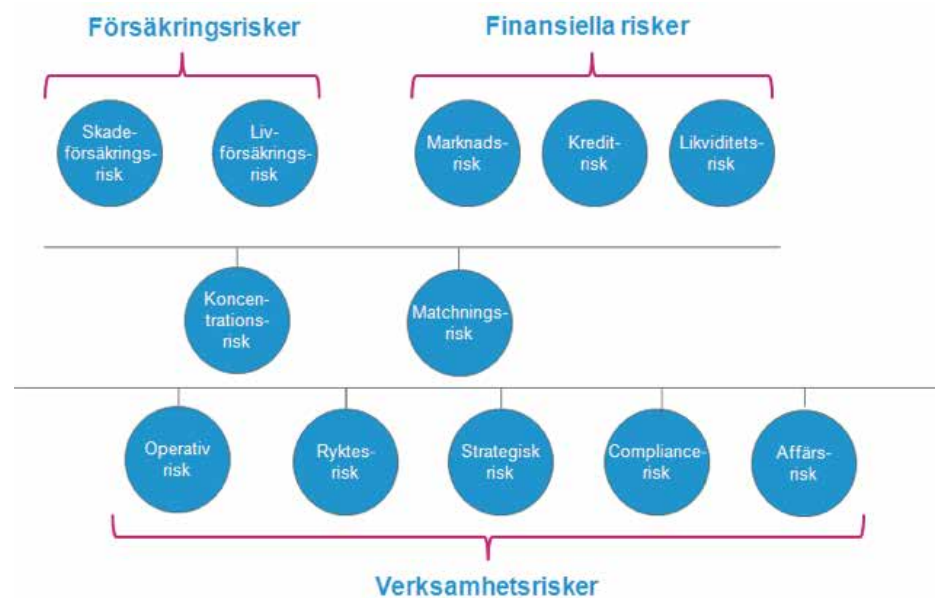 Försäkringsrisker
Finansiella risker
Skade-
försäkrings-
risk
Liv-
försäkrings-
risk
Marknads-
risk
Kredit-
risk
Likviditets-
risk
Koncen-
trations-
risk
Matchnings-
risk
Operativ
risk
Ryktes-
risk
Strategisk
risk
Compliance-
risk
Affärs-
risk
Verksamhetsrisker